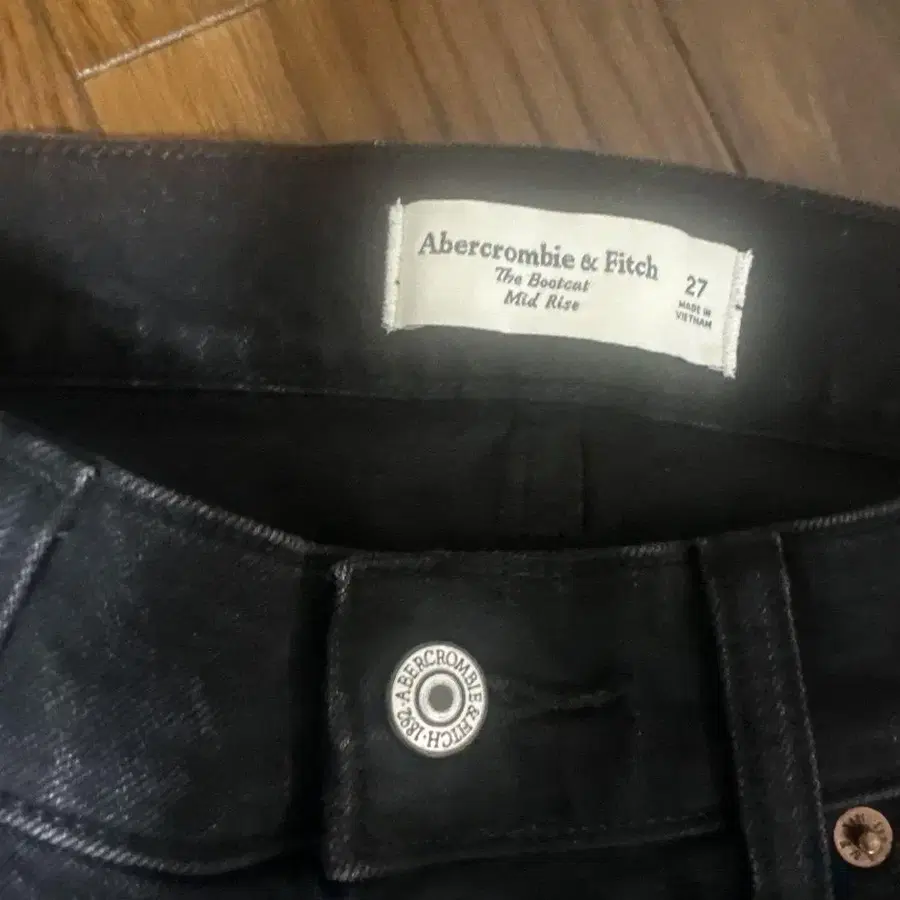 Abercrombie & Fitch
The Bootcut
Mid Rise
27
MADE IN
VIETNAM
ABERCROMBIE & FITCH · 1892 ·